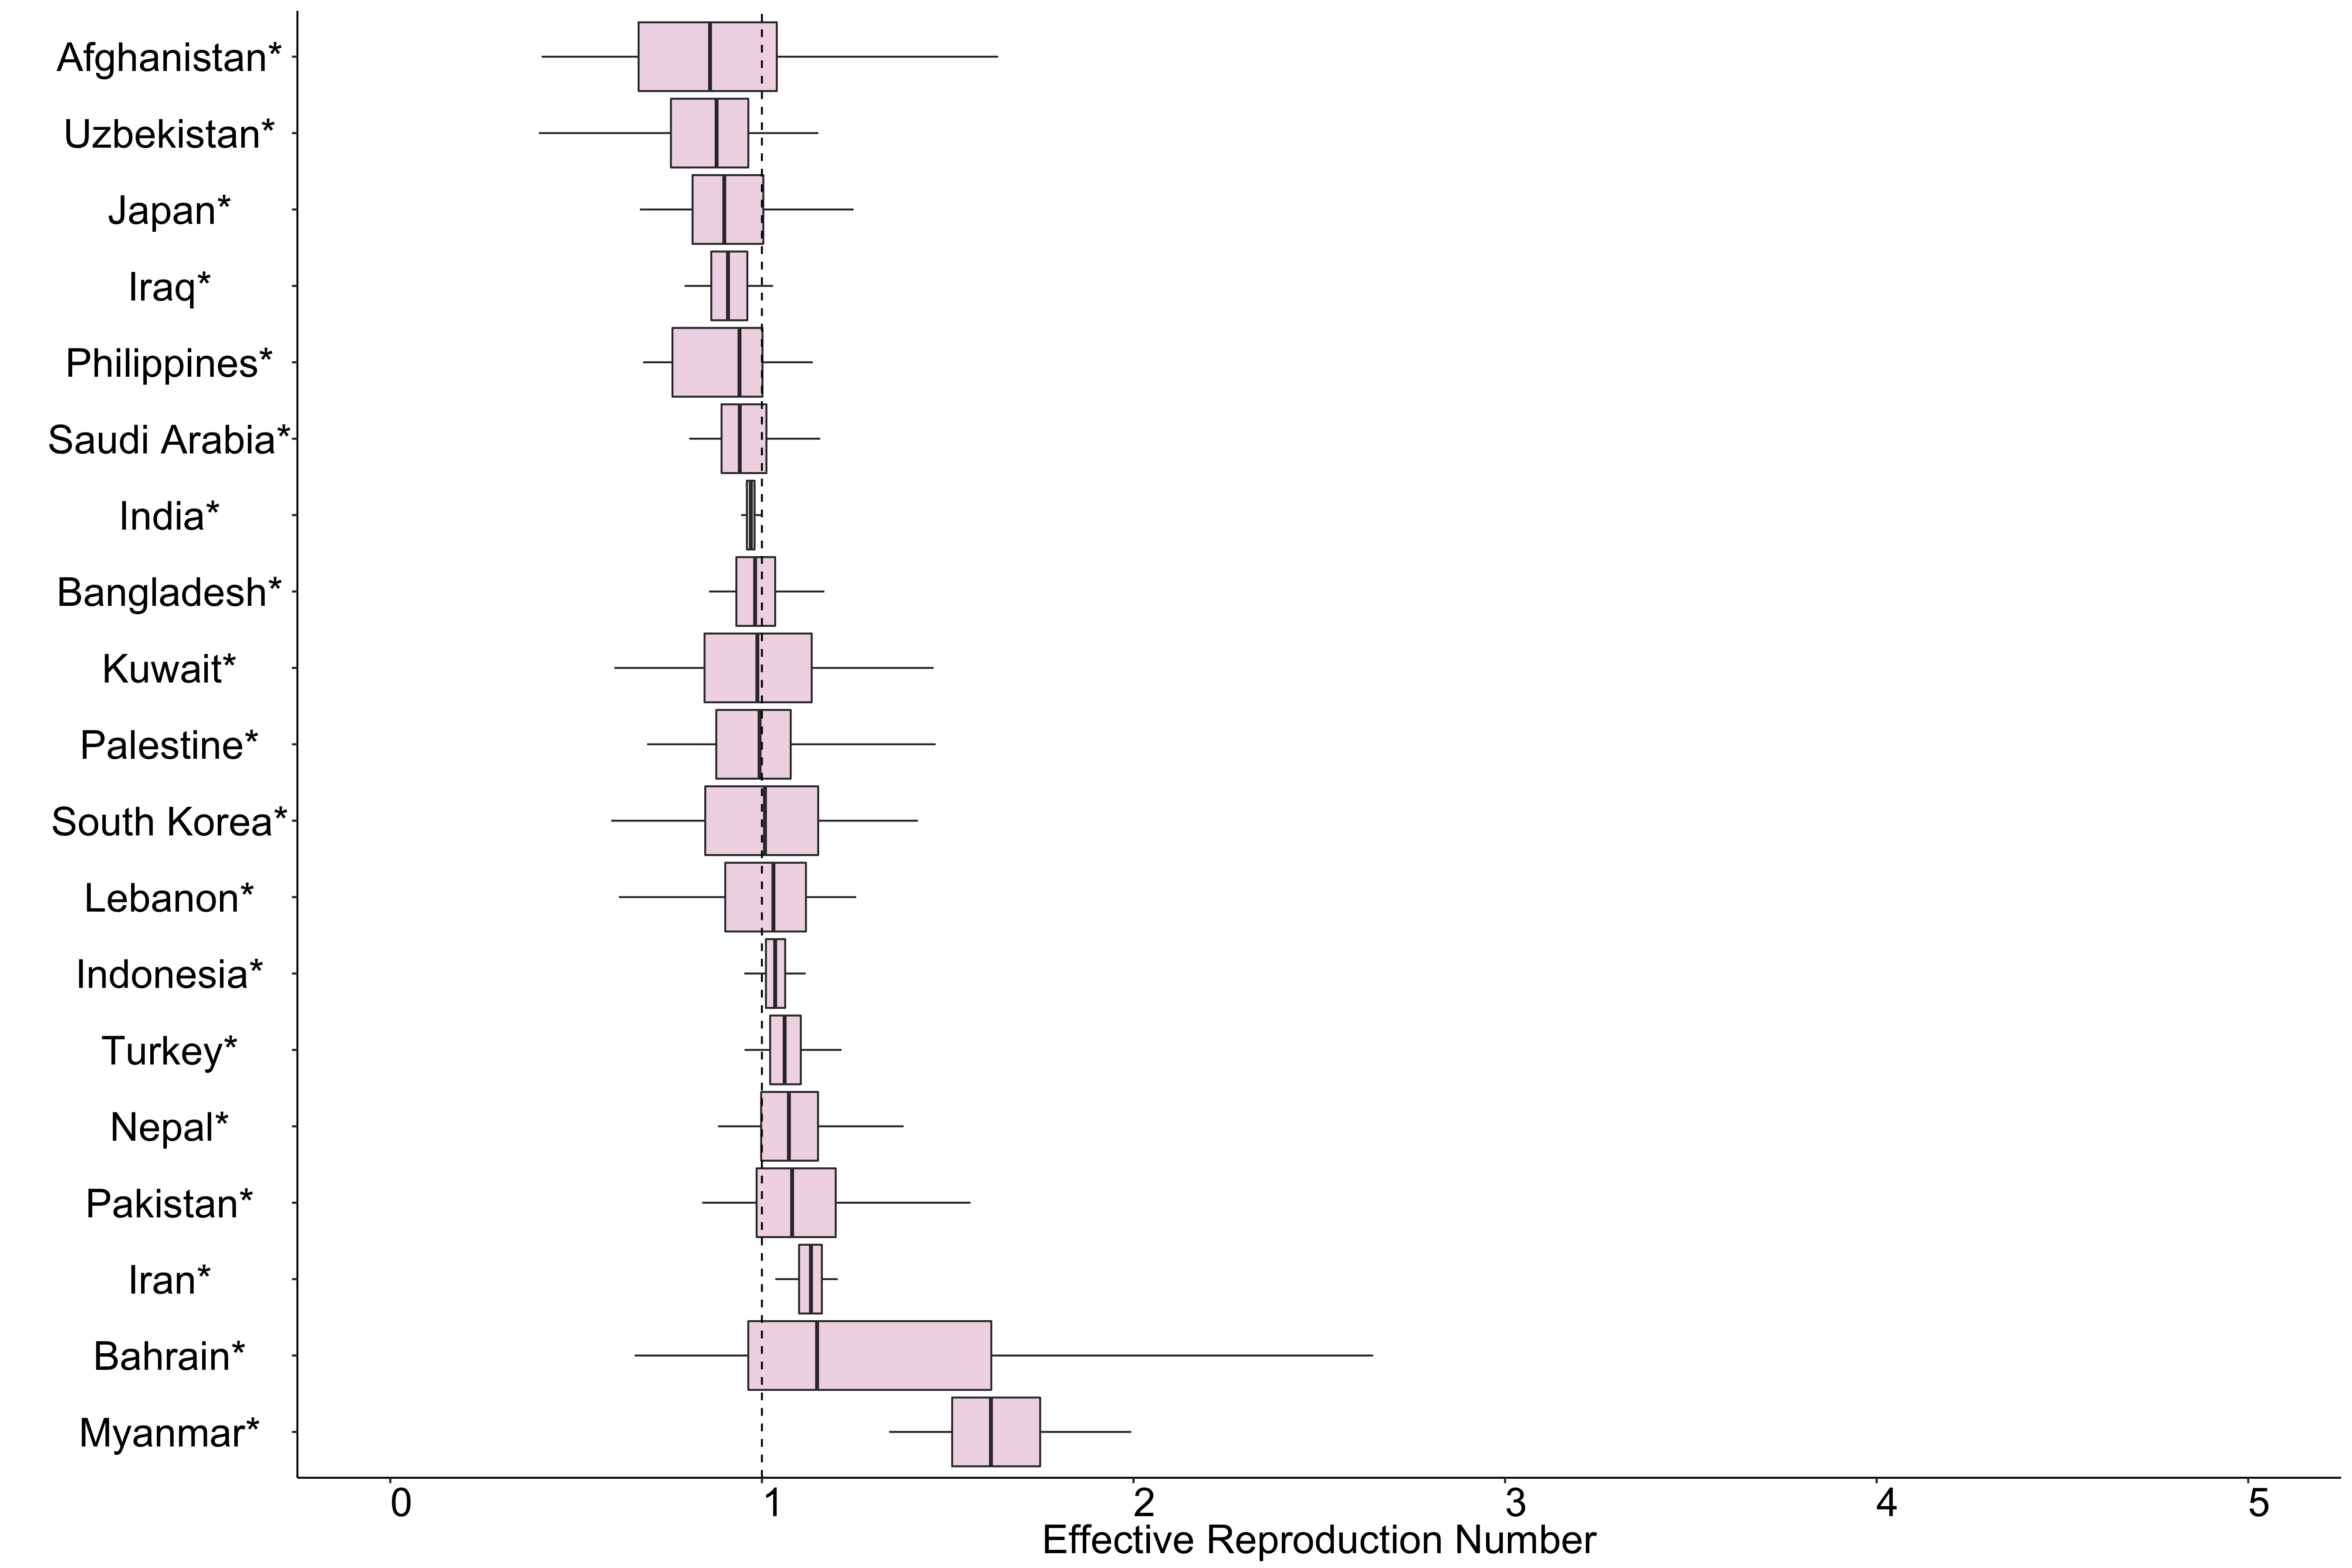 Afghanistan*
Uzbekistan*
Japan*
Iraq*
Philippines*
Saudi Arabia*
India*
Bangladesh*
Kuwait*
Palestine*
South Korea*
Lebanon*
Indonesia*
Turkey*
Nepal*
Pakistan*
Iran*
Bahrain*
Myanmar*
0 1 2 3 4 5
Effective Reproduction Number